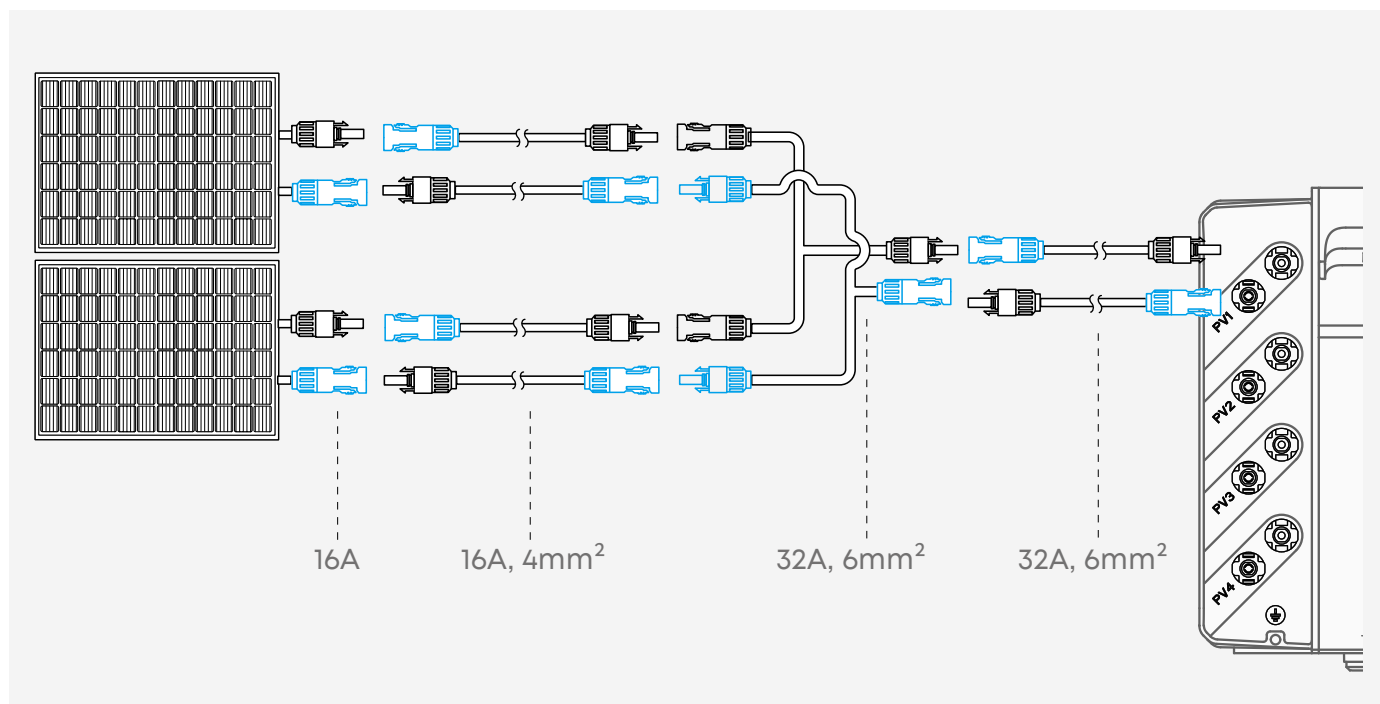 PV1
PV2
PV3
PV4
16A
16A, 4mm²
32A, 6mm²
32A, 6mm²